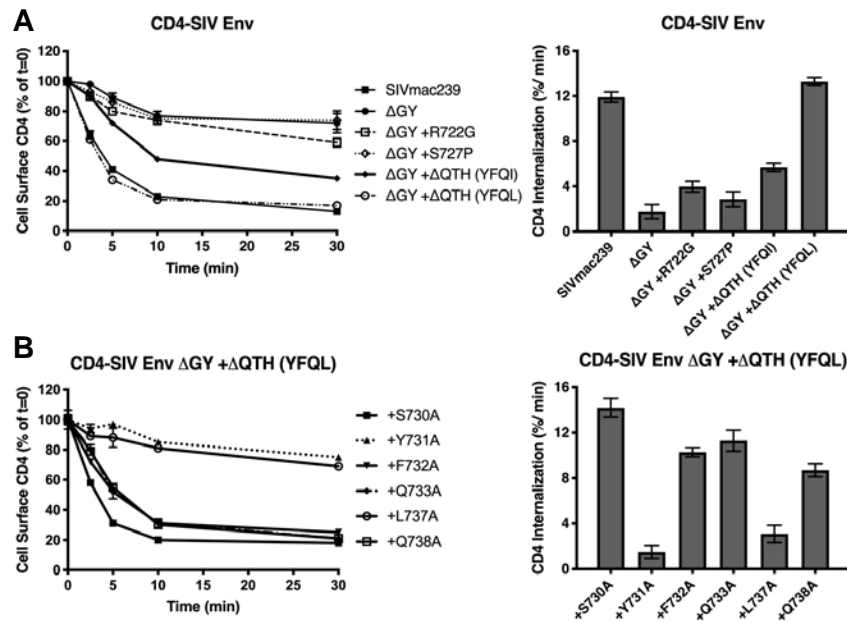 A
CD4-SIV Env
Cell Surface CD4 (% of t=0)
120
100
80
60
40
20
0
0
5
10
15
20
25
30
Time (min)
SIVmac239
ΔGY
ΔGY +R722G
ΔGY +S727P
ΔGY +ΔQTH (YFQI)
ΔGY +ΔQTH (YFQL)
CD4-SIV Env
CD4 Internalization (%/ min)
16
12
8
4
0
SIVmac239
ΔGY
ΔGY +R722G
ΔGY +S727P
ΔGY +ΔQTH (YFQI)
ΔGY +ΔQTH (YFQL)
B
CD4-SIV Env ΔGY +ΔQTH (YFQL)
Cell Surface CD4 (% of t=0)
120
100
80
60
40
20
0
0
5
10
15
20
25
30
Time (min)
+S730A
+Y731A
+F732A
+Q733A
+L737A
+Q738A
CD4-SIV Env ΔGY +ΔQTH (YFQL)
CD4 Internalization (%/ min)
16
12
8
4
0
+S730A
+Y731A
+F732A
+Q733A
+L737A
+Q738A